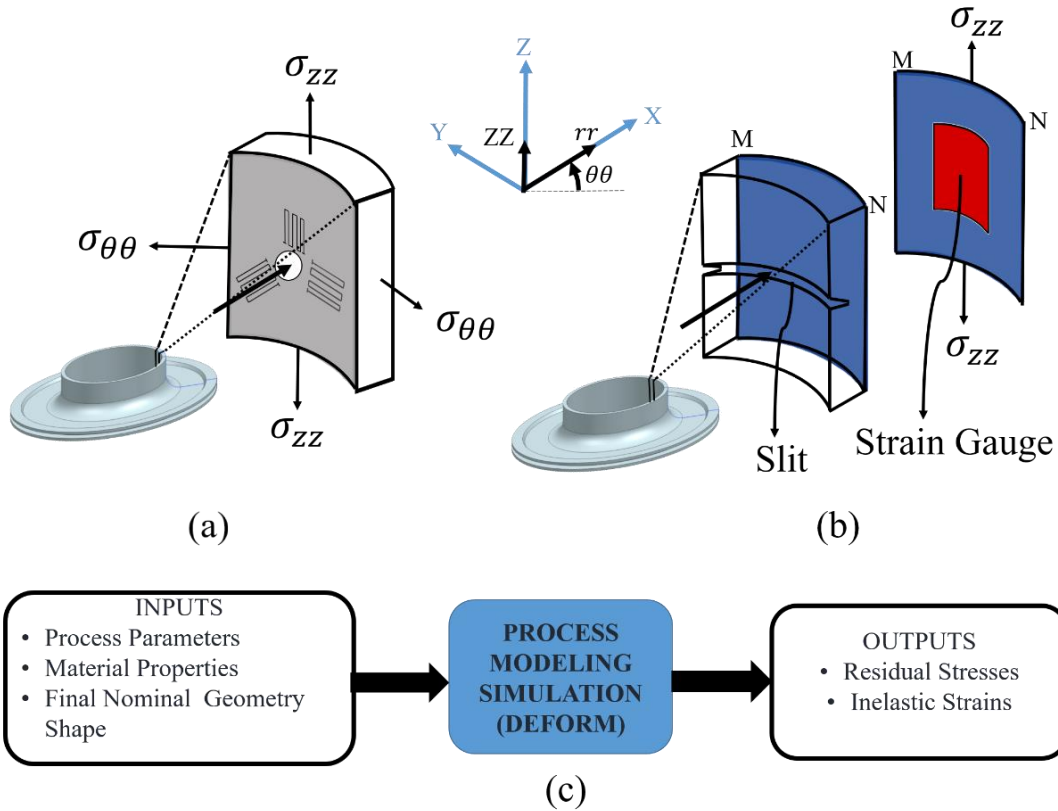 σzz
σθθ
σθθ
σzz
(a)
Z
Y
ZZ
rr
X
θθ
M
N
Slit
σzz
M
N
σzz
Strain Gauge
(b)
INPUTS
• Process Parameters
• Material Properties
• Final Nominal Geometry
Shape
PROCESS
MODELING
SIMULATION
(DEFORM)
OUTPUTS
• Residual Stresses
• Inelastic Strains
(c)